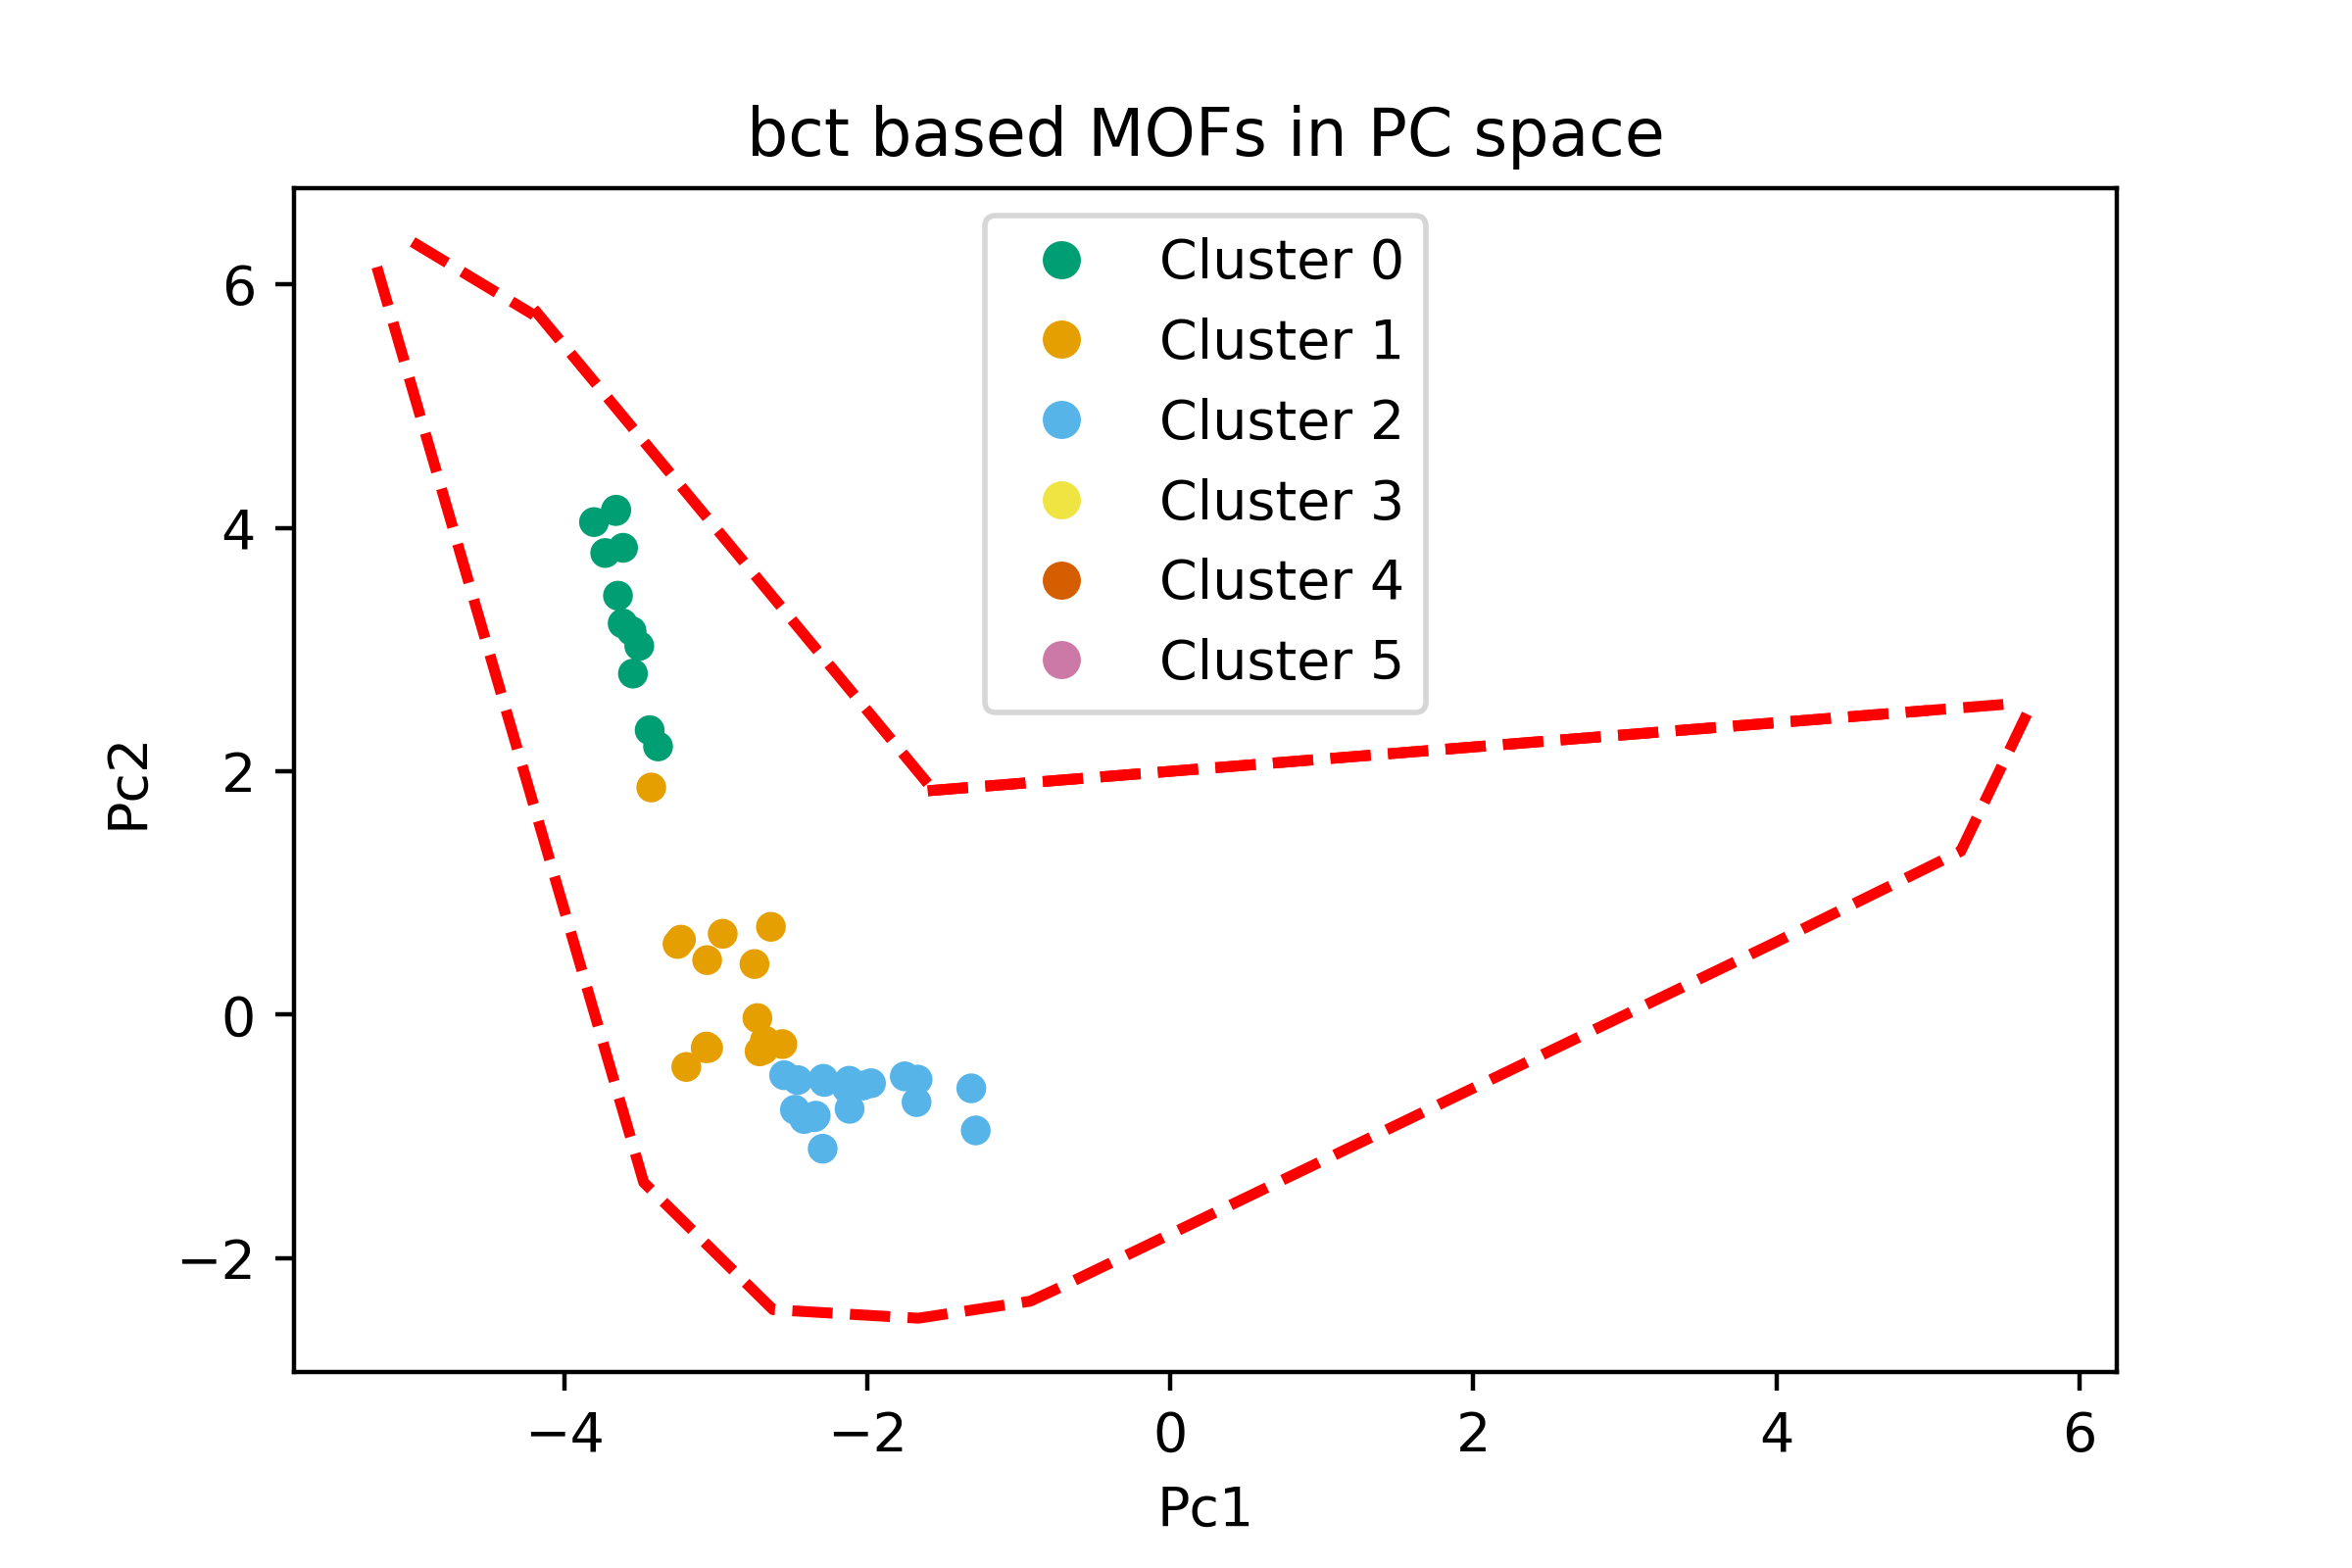 bct based MOFs in PC space
Cluster 0
Cluster 1
Cluster 2
Cluster 3
Cluster 4
Cluster 5
6
4
2
0
−2
Pc2
−4
−2
0
2
4
6
Pc1